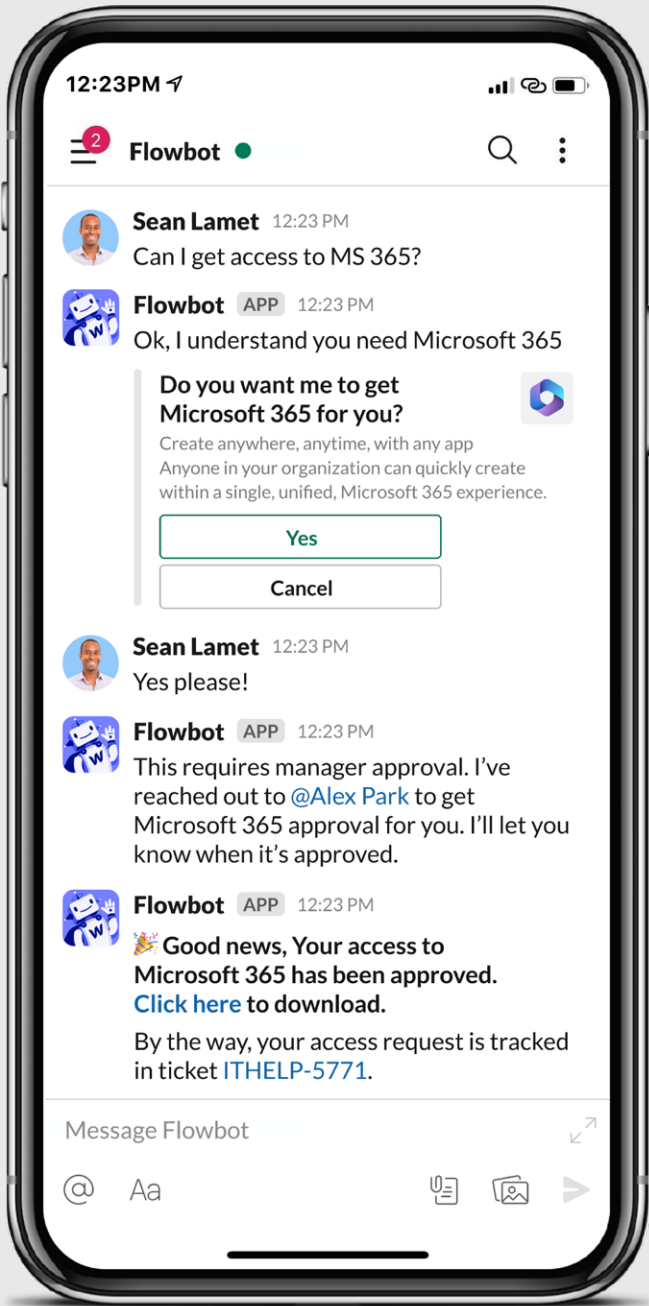 12:23PM
2
Flowbot
Sean Lamet 12:23 PM
Can I get access to MS 365?
Flowbot APP 12:23 PM
Ok, I understand you need Microsoft 365
Do you want me to get
Microsoft 365 for you?
Create anywhere, anytime, with any app
Anyone in your organization can quickly create
within a single, unified, Microsoft 365 experience.
Yes
Cancel
Sean Lamet 12:23 PM
Yes please!
W
Flowbot APP 12:23 PM
This requires manager approval. I’ve
reached out to @Alex Park to get
Microsoft 365 approval for you. I’ll let you
know when it’s approved.
Flowbot APP 12:23 PM
🎉 Good news, Your access to
Microsoft 365 has been approved.
Click here to download.
By the way, your access request is tracked
in ticket ITHELP-5771.
Message Flowbot
@ Aa